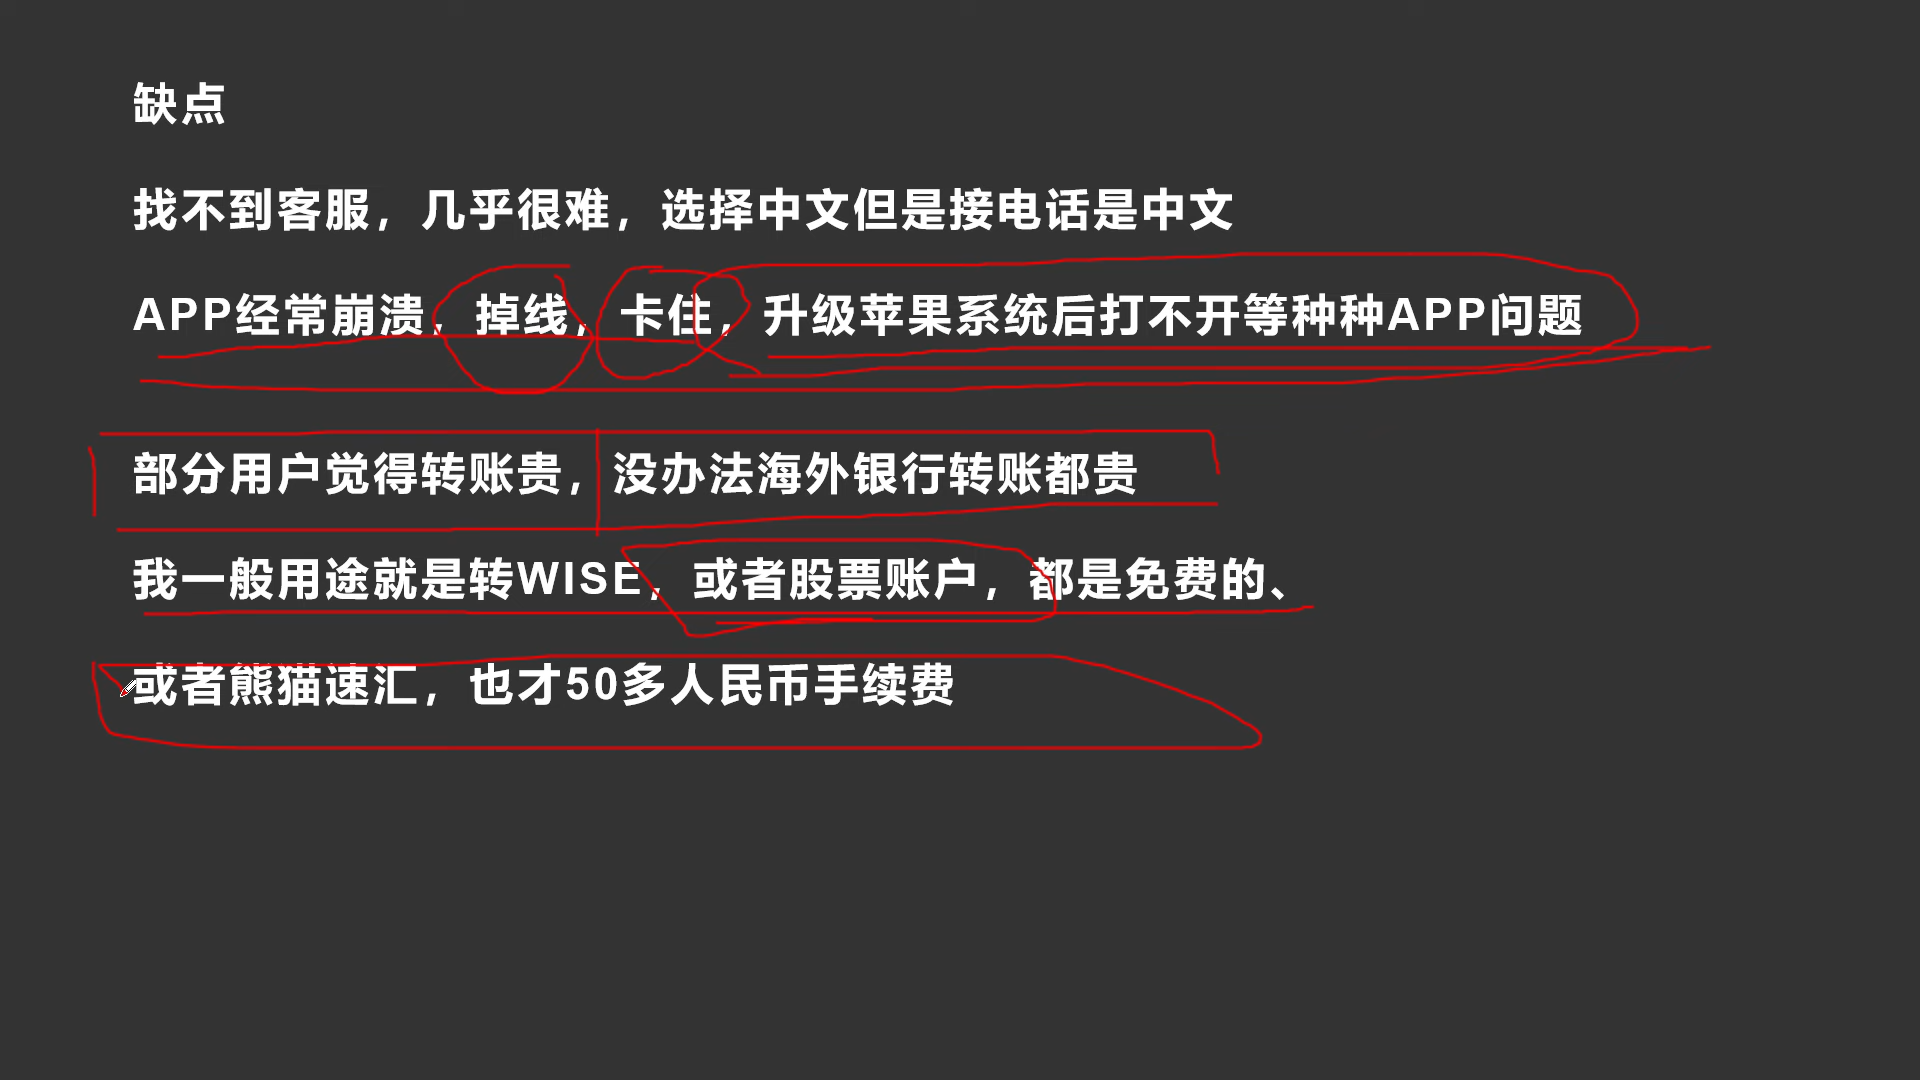 缺点
找不到客服，几乎很难，选择中文但是接电话是中文
APP经常崩溃，掉线，卡住，升级苹果系统后打不开等种种APP问题
部分用户觉得转账贵，没办法海外银行转账都贵
我一般用途就是转WISE，或者股票账户，都是免费的、
或者熊猫速汇，也才50多人民币手续费